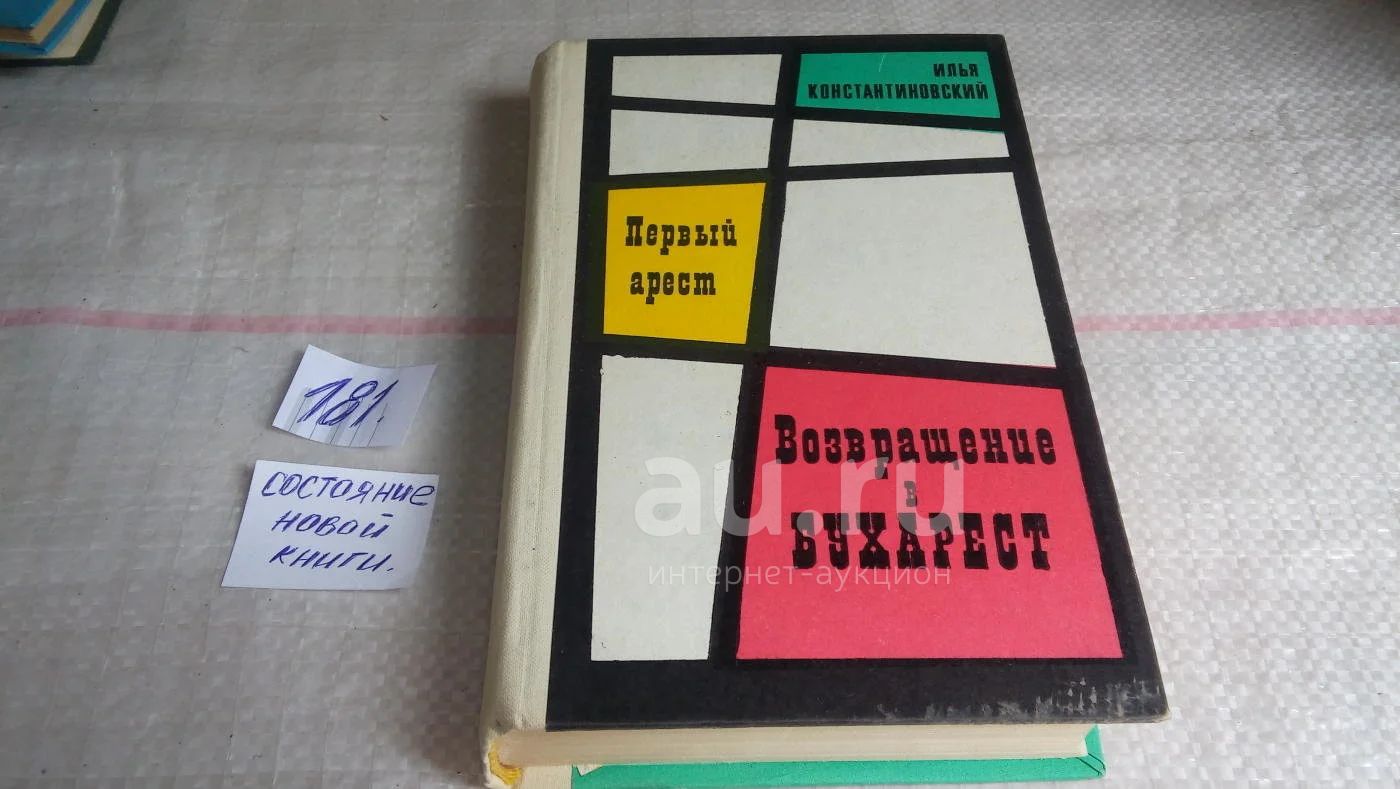 ИЛЬЯ
КОНСТАНТИНОВСКИЙ
Первый
арест
Возвращение
в
БУХАРЕСТ
181.
СОСТОЯНИЕ
НОВОЙ
КНИГИ.
au.ru
интернет-аукцион